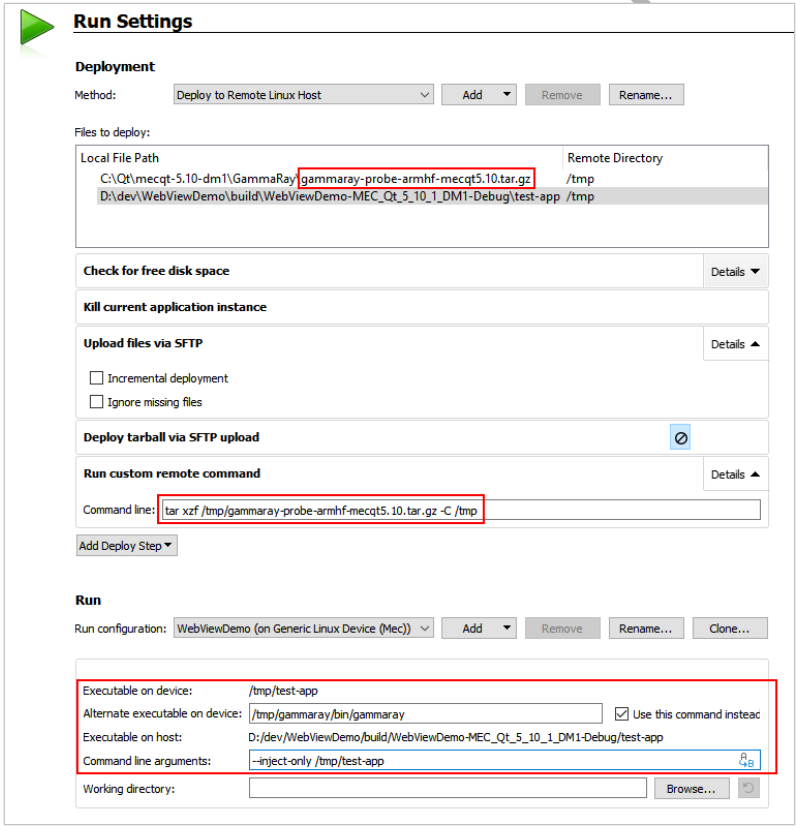 Run Settings
Deployment
Method: Deploy to Remote Linux Host Add Remove Rename...
Files to deploy:
Local File Path Remote Directory
C:\Qt\mecqt-5.10-dm1\GammaRay\gammaray-probe-armhf-mecqt5.10.tar.gz /tmp
D:\dev\WebViewDemo\build\WebViewDemo-MEC_Qt_5_10_1_DM1-Debug\test-app /tmp
Check for free disk space Details
Kill current application instance
Upload files via SFTP Details
Incremental deployment
Ignore missing files
Deploy tarball via SFTP upload
Run custom remote command Details
Command line: tar xzf /tmp/gammaray-probe-armhf-mecqt5.10.tar.gz -C /tmp
Add Deploy Step
Run
Run configuration: WebViewDemo (on Generic Linux Device (Mec)) Add Remove Rename... Clone...
Executable on device: /tmp/test-app
Alternate executable on device: /tmp/gammaray/bin/gammaray Use this command instead
Executable on host: D:/dev/WebViewDemo/build/WebViewDemo-MEC_Qt_5_10_1_DM1-Debug/test-app
Command line arguments: --inject-only /tmp/test-app
Working directory: Browse...